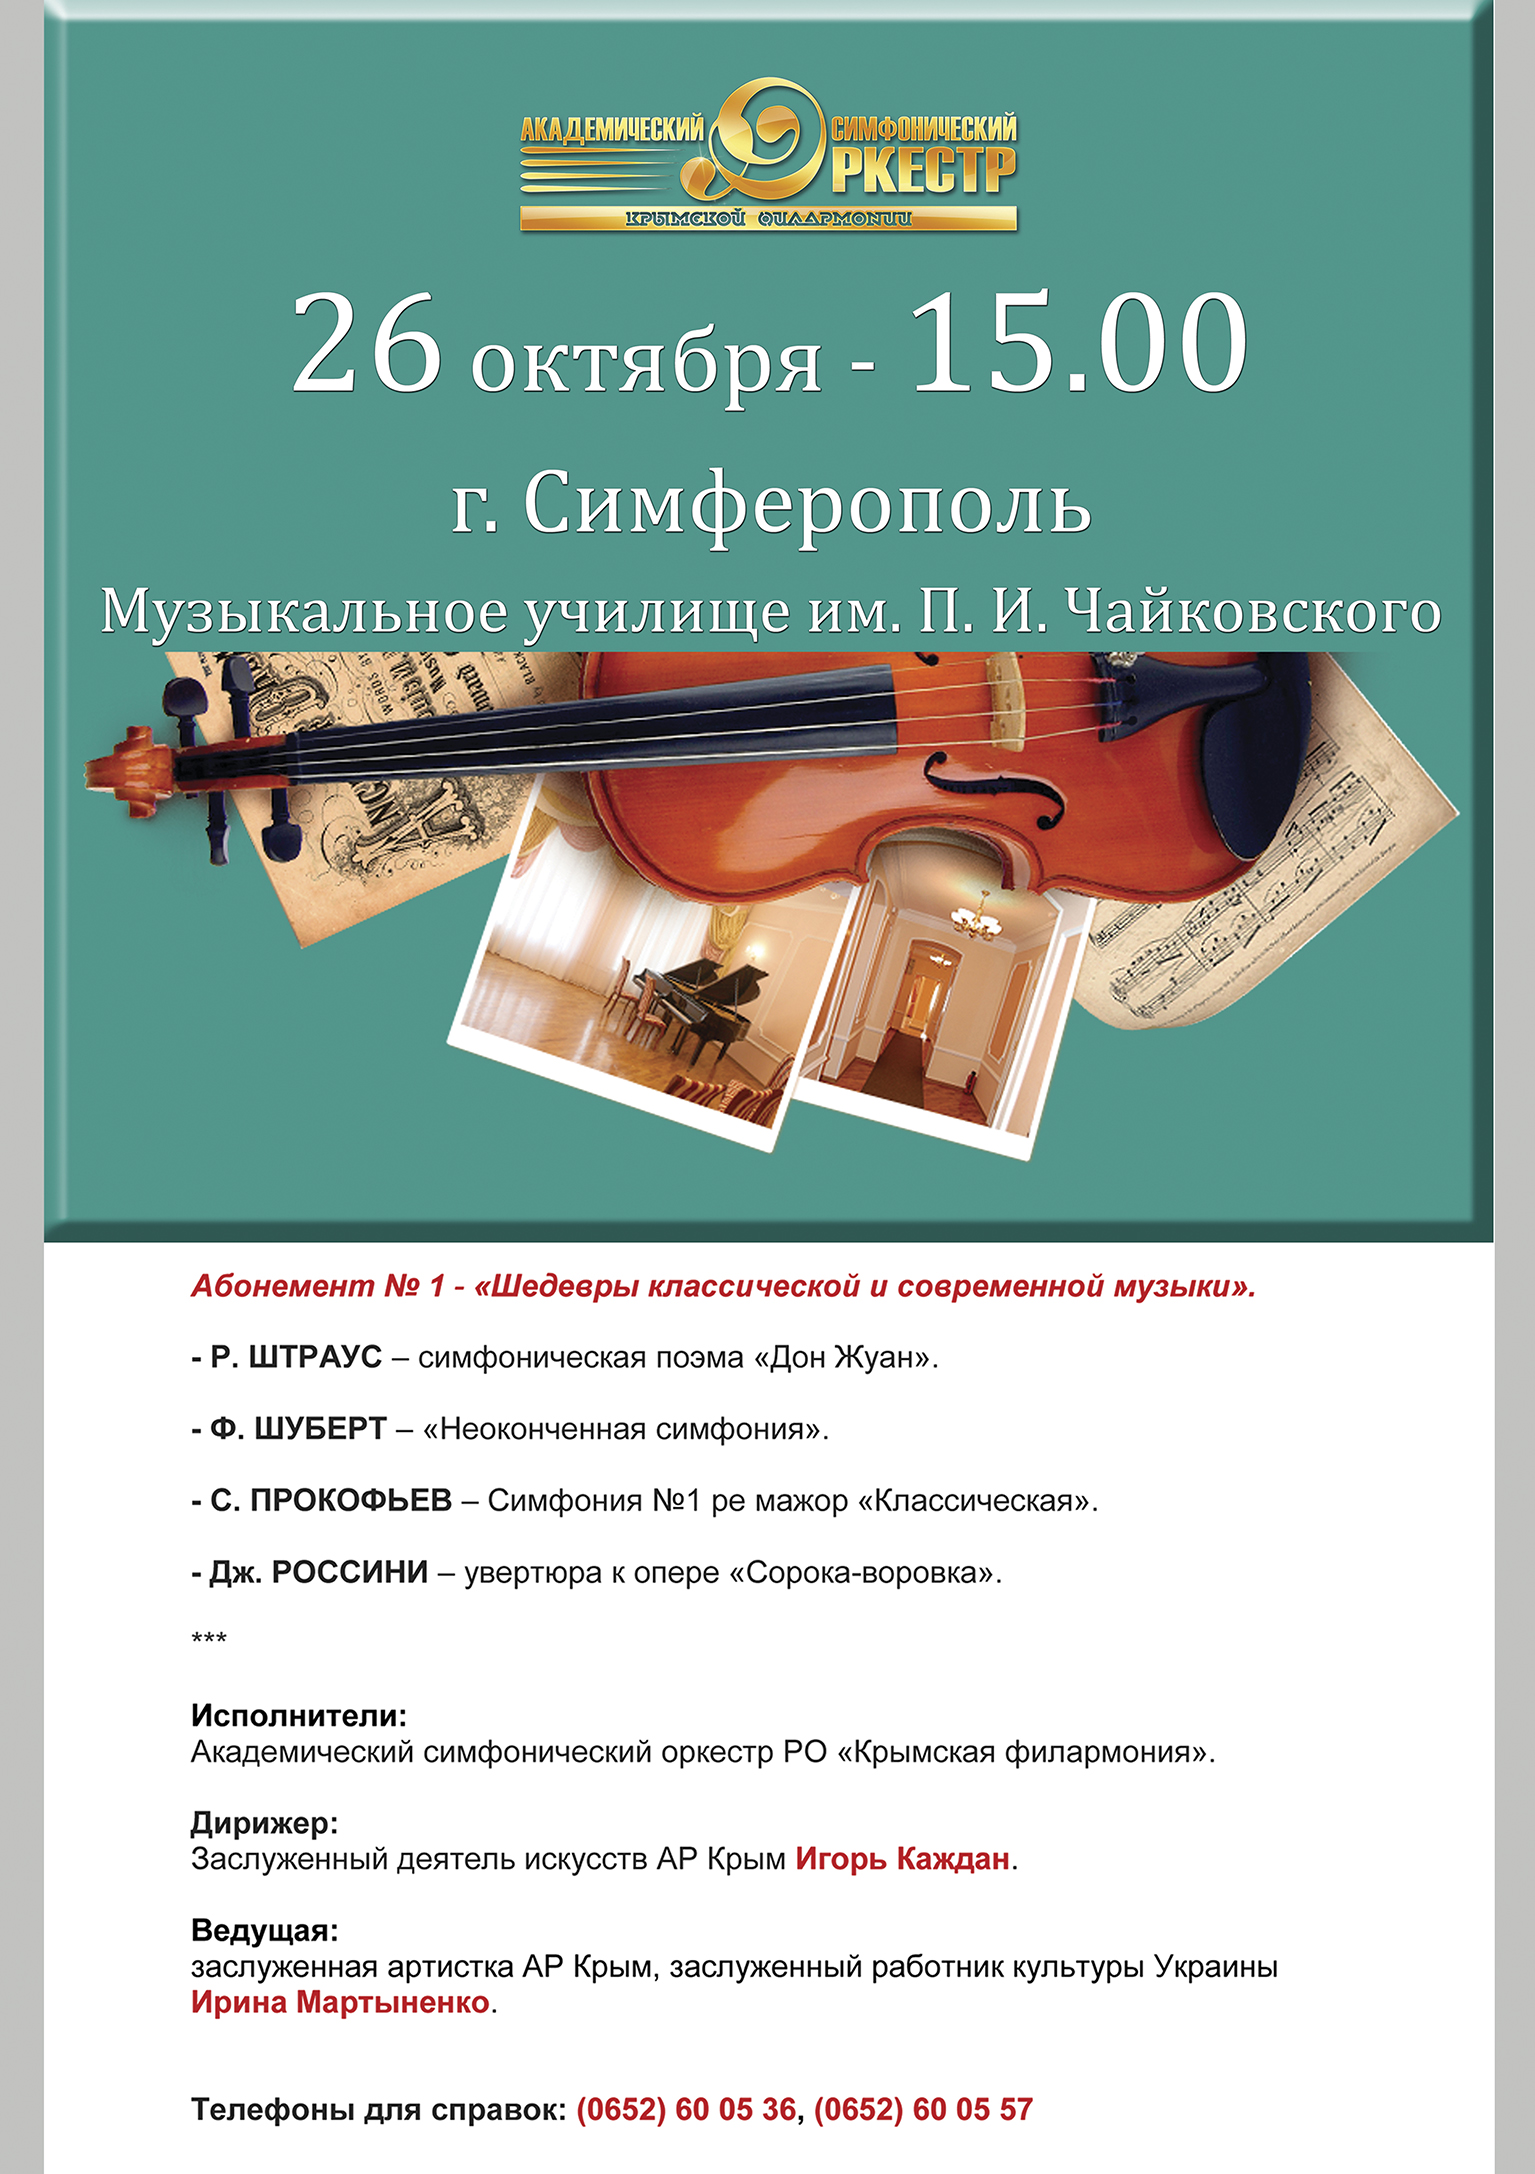 АКАДЕМИЧЕСКИЙ СИМФОНИЧЕСКИЙ
ОРКЕСТР
КРЫМСКОЙ ФИЛАРМОНИИ
26 октября - 15.00
г. Симферополь
Музыкальное училище им. П. И. Чайковского
Абонемент № 1 - «Шедевры классической и современной музыки».
- Р. ШТРАУС – симфоническая поэма «Дон Жуан».
- Ф. ШУБЕРТ – «Неоконченная симфония».
- С. ПРОКОФЬЕВ – Симфония №1 ре мажор «Классическая».
- Дж. РОССИНИ – увертюра к опере «Сорока-воровка».
***
Исполнители:
Академический симфонический оркестр РО «Крымская филармония».
Дирижер:
Заслуженный деятель искусств АР Крым Игорь Каждан.
Ведущая:
заслуженная артистка АР Крым, заслуженный работник культуры Украины
Ирина Мартыненко.
Телефоны для справок: (0652) 60 05 36, (0652) 60 05 57